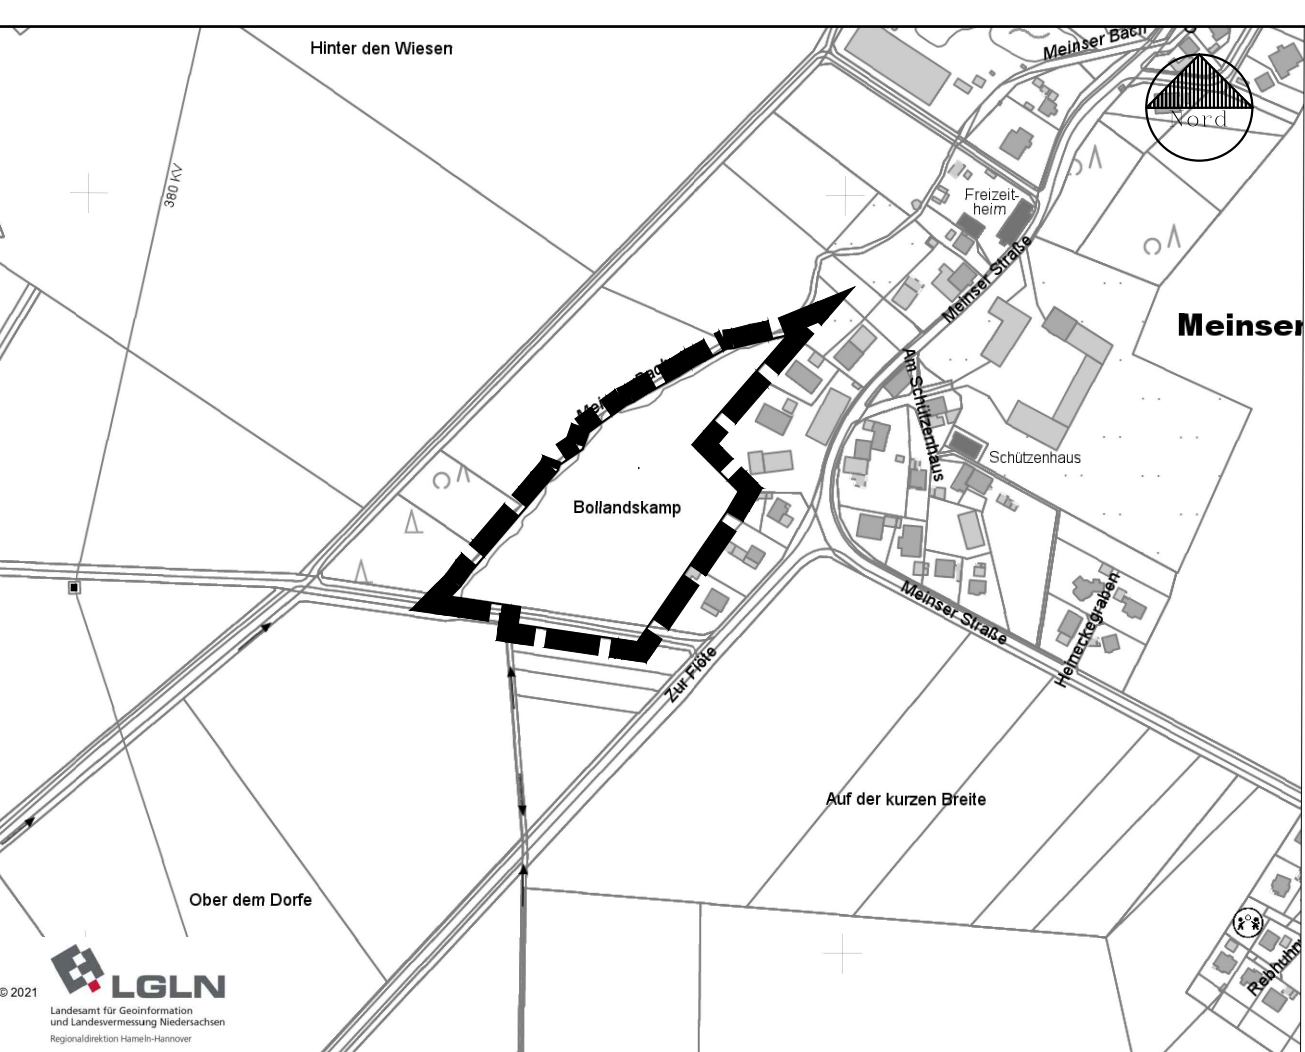 Hinter den Wiesen
Meinser Bach
Nord
380 KV
Freizeit-
heim
Meinser Straße
Meinser
Am Schützenhaus
Schützenhaus
Bollandskamp
Meinser Straße
Heineckegraben
Zur Flöte
Auf der kurzen Breite
Ober dem Dorfe
© 2021
LGLN
Landesamt für Geoinformation
und Landesvermessung Niedersachsen
Regionaldirektion Hameln-Hannover